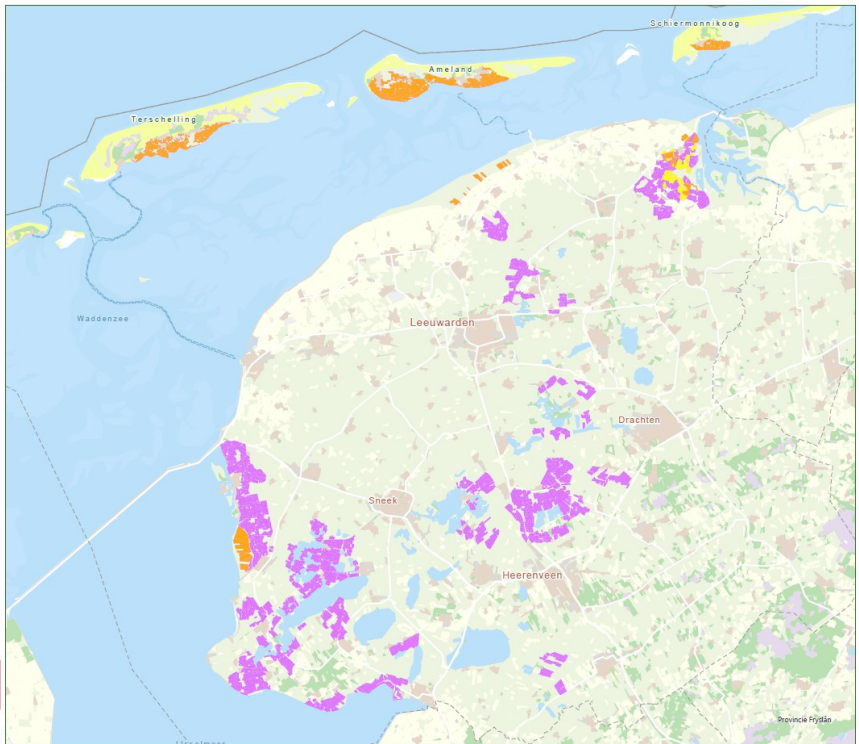 Schiermonnikoog
Ameland
Terschelling
Waddenzee
Leeuwarden
Drachten
Sneek
Heerenveen
Provincie Fryslân